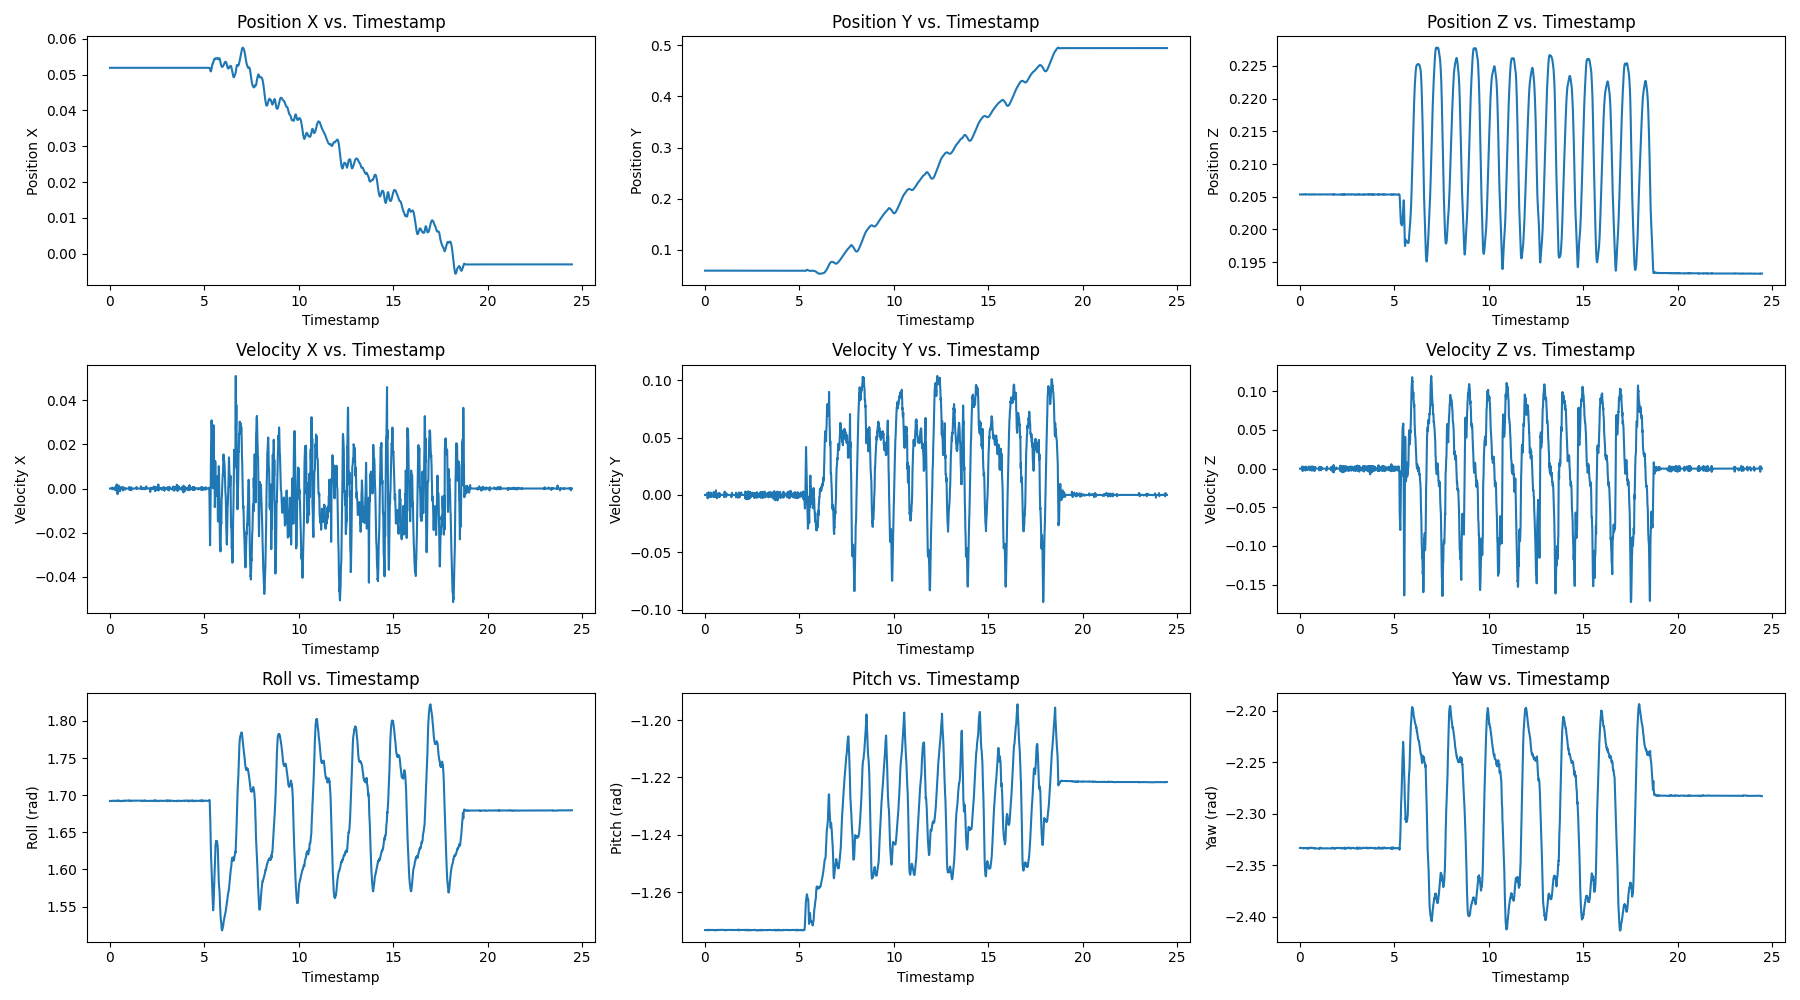 Position X vs. Timestamp
Position X
0.06
0.05
0.04
0.03
0.02
0.01
0.00
0 5 10 15 20 25
Timestamp
Position Y vs. Timestamp
Position Y
0.5
0.4
0.3
0.2
0.1
0 5 10 15 20 25
Timestamp
Position Z vs. Timestamp
Position Z
0.225
0.220
0.215
0.210
0.205
0.200
0.195
0 5 10 15 20 25
Timestamp
Velocity X vs. Timestamp
Velocity X
0.04
0.02
0.00
−0.02
−0.04
0 5 10 15 20 25
Timestamp
Velocity Y vs. Timestamp
Velocity Y
0.10
0.05
0.00
−0.05
−0.10
0 5 10 15 20 25
Timestamp
Velocity Z vs. Timestamp
Velocity Z
0.10
0.05
0.00
−0.05
−0.10
−0.15
0 5 10 15 20 25
Timestamp
Roll vs. Timestamp
Roll (rad)
1.80
1.75
1.70
1.65
1.60
1.55
0 5 10 15 20 25
Timestamp
Pitch vs. Timestamp
Pitch (rad)
−1.20
−1.22
−1.24
−1.26
0 5 10 15 20 25
Timestamp
Yaw vs. Timestamp
Yaw (rad)
−2.20
−2.25
−2.30
−2.35
−2.40
0 5 10 15 20 25
Timestamp